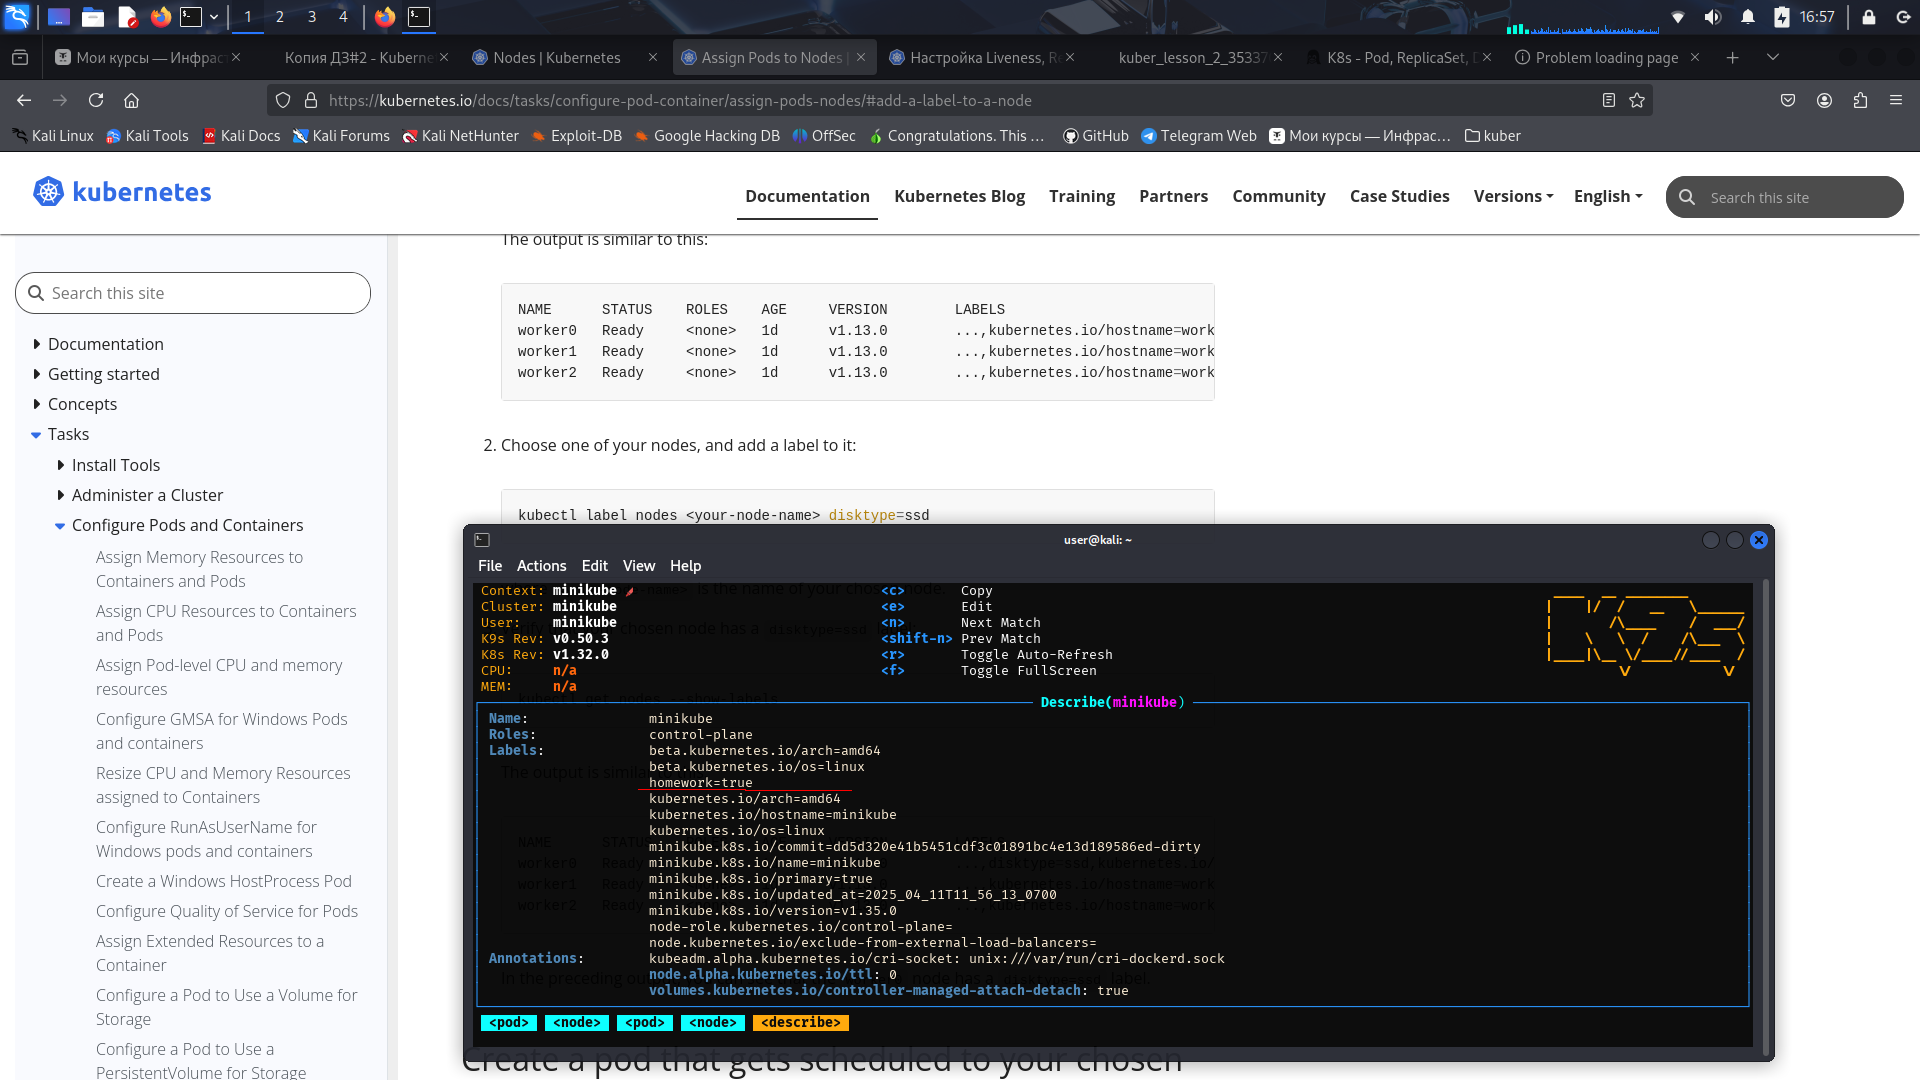 1 2 3 4 16:57
Мои курсы — Инфраст
Копия ДЗ#2 - Kuberne
Nodes | Kubernetes
Assign Pods to Nodes |
Настройка Liveness, Re
kuber_lesson_2_35337
K8s - Pod, ReplicaSet, D
Problem loading page
https://kubernetes.io/docs/tasks/configure-pod-container/assign-pods-nodes/#add-a-label-to-a-node
Kali Linux Kali Tools Kali Docs Kali Forums Kali NetHunter Exploit-DB Google Hacking DB OffSec Congratulations. This … GitHub Telegram Web Мои курсы — Инфрас… kuber
kubernetes
Documentation Kubernetes Blog Training Partners Community Case Studies Versions English Search this site
Search this site
Documentation
Getting started
Concepts
Tasks
Install Tools
Administer a Cluster
Configure Pods and Containers
Assign Memory Resources to
Containers and Pods
Assign CPU Resources to Containers
and Pods
Assign Pod-level CPU and memory
resources
Configure GMSA for Windows Pods
and containers
Resize CPU and Memory Resources
assigned to Containers
Configure RunAsUserName for
Windows pods and containers
Create a Windows HostProcess Pod
Configure Quality of Service for Pods
Assign Extended Resources to a
Container
Configure a Pod to Use a Volume for
Storage
Configure a Pod to Use a
PersistentVolume for Storage
The output is similar to this:
NAME STATUS ROLES AGE VERSION LABELS
worker0 Ready <none> 1d v1.13.0 ...,kubernetes.io/hostname=work
worker1 Ready <none> 1d v1.13.0 ...,kubernetes.io/hostname=work
worker2 Ready <none> 1d v1.13.0 ...,kubernetes.io/hostname=work
2. Choose one of your nodes, and add a label to it:
kubectl label nodes <your-node-name> disktype=ssd
user@kali: ~
File Actions Edit View Help
Context: minikube <c> Copy
Cluster: minikube <e> Edit
User: minikube <n> Next Match
K9s Rev: v0.50.3 <shift-n> Prev Match
K8s Rev: v1.32.0 <r> Toggle Auto-Refresh
CPU: n/a <f> Toggle FullScreen
MEM: n/a
Describe(minikube)
Name: minikube
Roles: control-plane
Labels: beta.kubernetes.io/arch=amd64
beta.kubernetes.io/os=linux
homework=true
kubernetes.io/arch=amd64
kubernetes.io/hostname=minikube
kubernetes.io/os=linux
minikube.k8s.io/commit=dd5d320e41b5451cdf3c01891bc4e13d189586ed-dirty
minikube.k8s.io/name=minikube
minikube.k8s.io/primary=true
minikube.k8s.io/updated_at=2025_04_11T11_56_13_0700
minikube.k8s.io/version=v1.35.0
node-role.kubernetes.io/control-plane=
node.kubernetes.io/exclude-from-external-load-balancers=
Annotations: kubeadm.alpha.kubernetes.io/cri-socket: unix:///var/run/cri-dockerd.sock
node.alpha.kubernetes.io/ttl: 0
volumes.kubernetes.io/controller-managed-attach-detach: true
<pod> <node> <pod> <node> <describe>
Create a pod that gets scheduled to your chosen